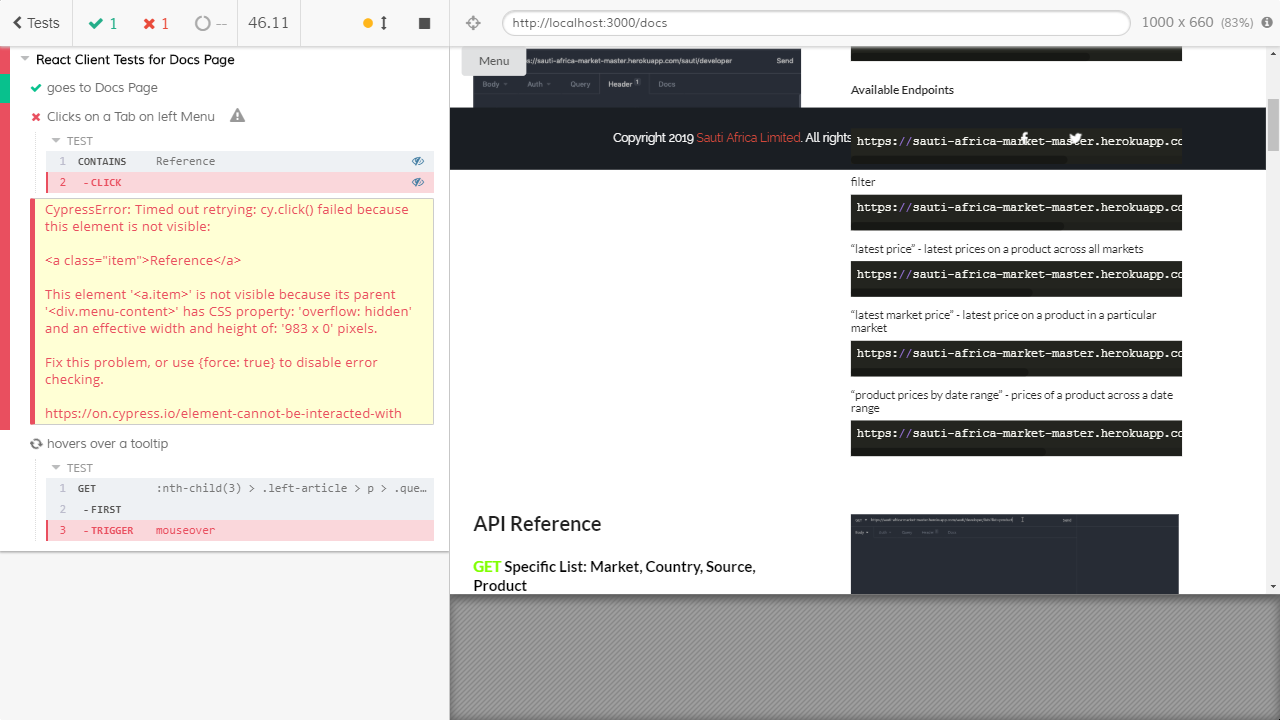 Tests
1
1
--
46.11
http://localhost:3000/docs
1000 x 660 (83%)
React Client Tests for Docs Page
goes to Docs Page
Clicks on a Tab on left Menu
TEST
1 CONTAINS Reference
2 - CLICK
CypressError: Timed out retrying: cy.click() failed because
this element is not visible:
<a class="item">Reference</a>
This element '<a.item>' is not visible because its parent
'<div.menu-content>' has CSS property: 'overflow: hidden'
and an effective width and height of: '983 x 0' pixels.
Fix this problem, or use {force: true} to disable error
checking.
https://on.cypress.io/element-cannot-be-interacted-with
hovers over a tooltip
TEST
1 GET :nth-child(3) > .left-article > p > .que…
2 - FIRST
3 - TRIGGER mouseover
Menu
s://sauti-africa-market-master.herokuapp.com/sauti/developer
Send
Body
Auth
Query
Header 1
Docs
Copyright 2019 Sauti Africa Limited. All rights
Available Endpoints
https://sauti-africa-market-master.herokuapp.co
filter
https://sauti-africa-market-master.herokuapp.co
“latest price” - latest prices on a product across all markets
https://sauti-africa-market-master.herokuapp.co
“latest market price” - latest price on a product in a particular
market
https://sauti-africa-market-master.herokuapp.co
“product prices by date range” - prices of a product across a date
range
https://sauti-africa-market-master.herokuapp.co
API Reference
GET Specific List: Market, Country, Source,
Product
GET
Send
Body